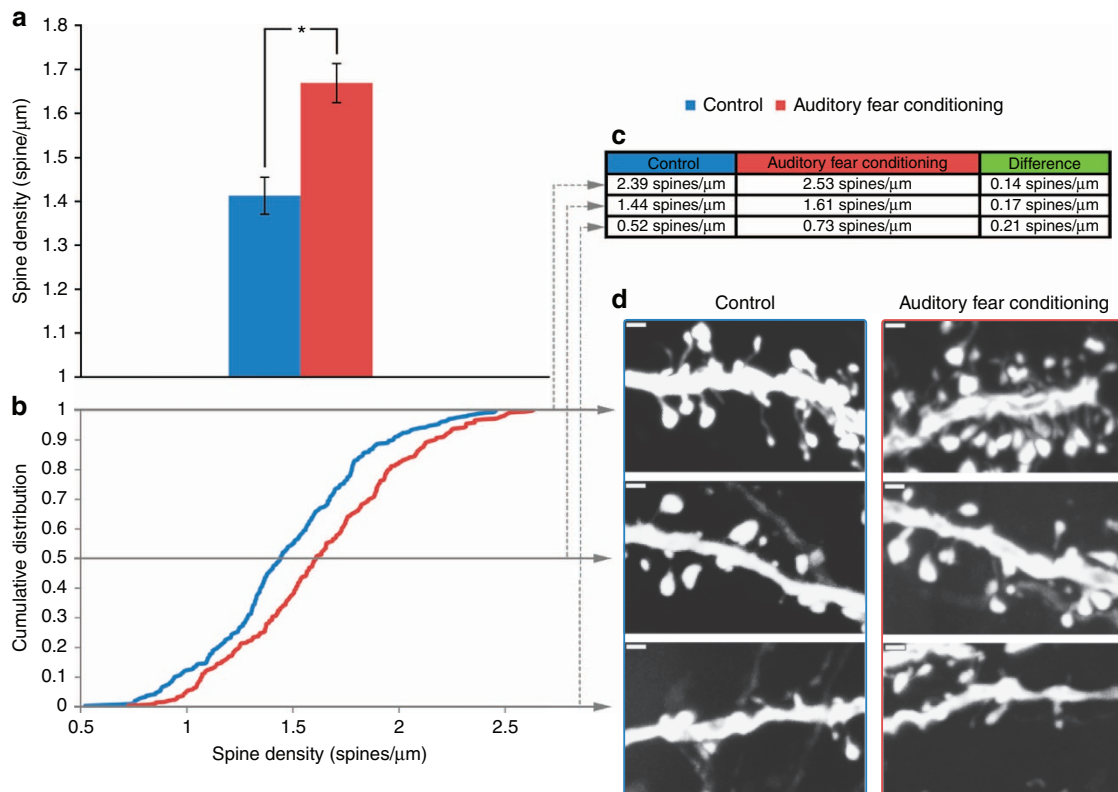 a
1.8
1.7
1.6
1.5
1.4
1.3
1.2
1.1
1
Spine density (spine/μm)
*
Control Auditory fear conditioning
c
Control Auditory fear conditioning Difference
2.39 spines/μm 2.53 spines/μm 0.14 spines/μm
1.44 spines/μm 1.61 spines/μm 0.17 spines/μm
0.52 spines/μm 0.73 spines/μm 0.21 spines/μm
b
1
0.9
0.8
0.7
0.6
0.5
0.4
0.3
0.2
0.1
0
Cumulative distribution
0.5 1 1.5 2 2.5
Spine density (spines/μm)
d
Control Auditory fear conditioning